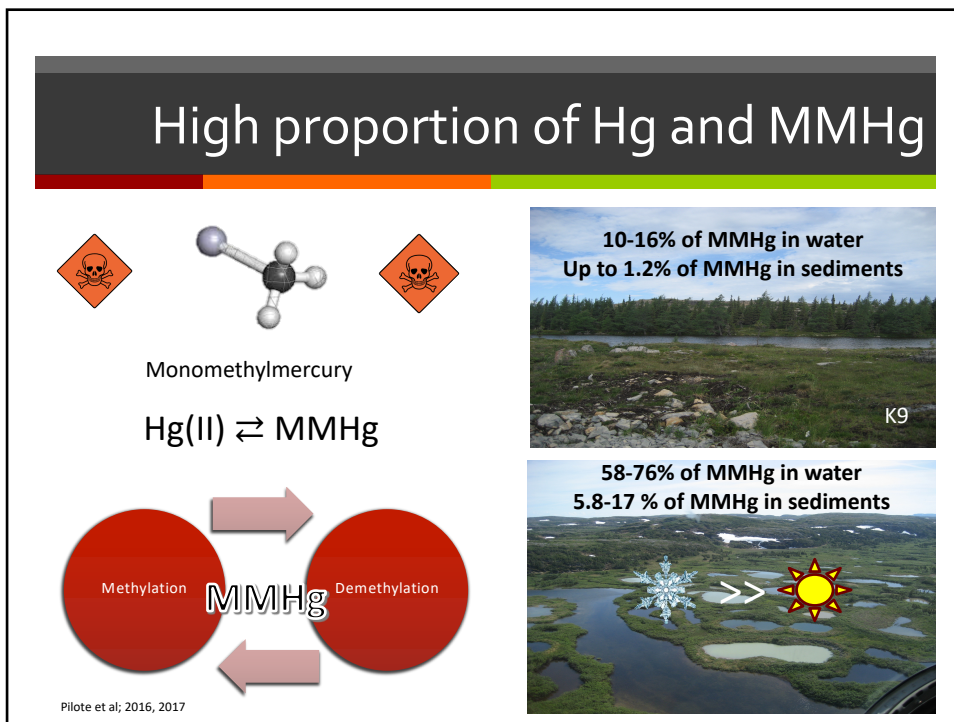 High proportion of Hg and MMHg
Monomethylmercury
Hg(II) ⇄ MMHg
Methylation
MMHg
Demethylation
Pilote et al; 2016, 2017
10-16% of MMHg in water
Up to 1.2% of MMHg in sediments
K9
58-76% of MMHg in water
5.8-17 % of MMHg in sediments
>>